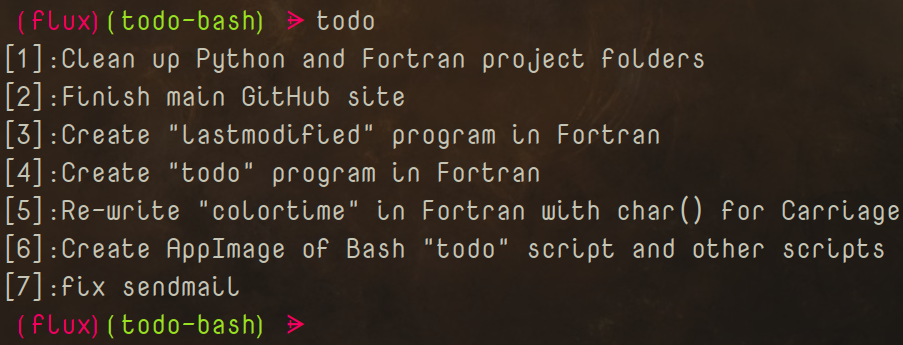 (flux)(todo-bash) ⪢ todo
[1]:Clean up Python and Fortran project folders
[2]:Finish main GitHub site
[3]:Create "lastmodified" program in Fortran
[4]:Create "todo" program in Fortran
[5]:Re-write "colortime" in Fortran with char() for Carriage
[6]:Create AppImage of Bash "todo" script and other scripts
[7]:fix sendmail
(flux)(todo-bash) ⪢